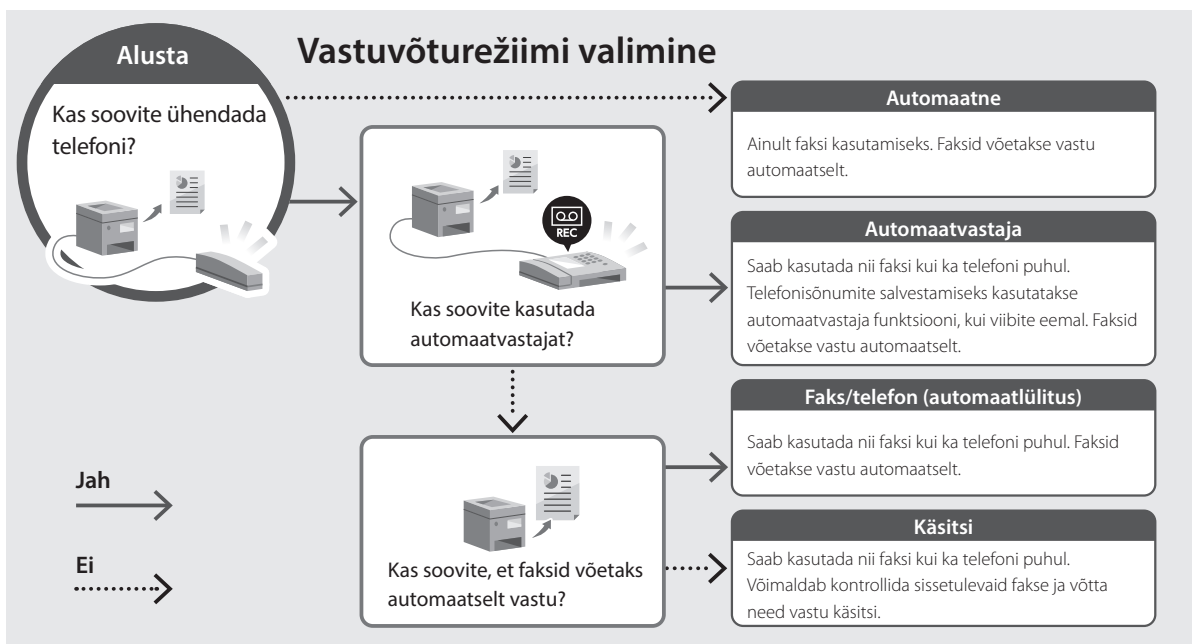 Vastuvõturežiimi valimine
Alusta
Kas soovite ühendada
telefoni?
REC
Kas soovite kasutada
automaatvastajat?
Kas soovite, et faksid võetaks
automaatselt vastu?
Automaatne
Ainult faksi kasutamiseks. Faksid võetakse vastu
automaatselt.
Automaatvastaja
Saab kasutada nii faksi kui ka telefoni puhul.
Telefonisõnumite salvestamiseks kasutatakse
automaatvastaja funktsiooni, kui viibite eemal. Faksid
võetakse vastu automaatselt.
Faks/telefon (automaatlülitus)
Saab kasutada nii faksi kui ka telefoni puhul. Faksid
võetakse vastu automaatselt.
Käsitsi
Saab kasutada nii faksi kui ka telefoni puhul.
Võimaldab kontrollida sissetulevaid fakse ja võtta
need vastu käsitsi.
Jah
Ei